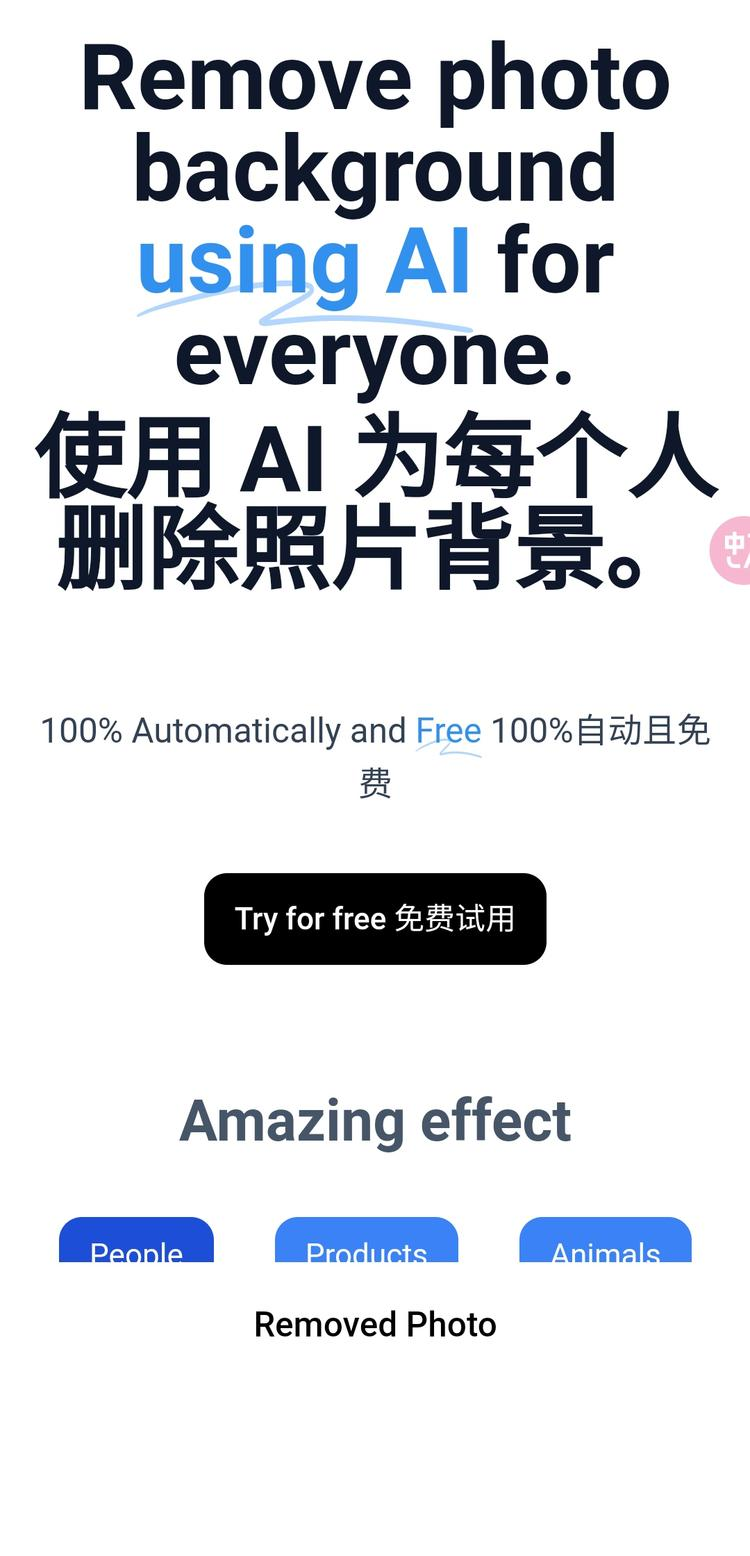 Remove photo
background
using AI for
everyone.
使用 AI 为每个人
删除照片背景。
100% Automatically and Free 100%自动且免
费
Try for free 免费试用
Amazing effect
People Products Animals
Removed Photo